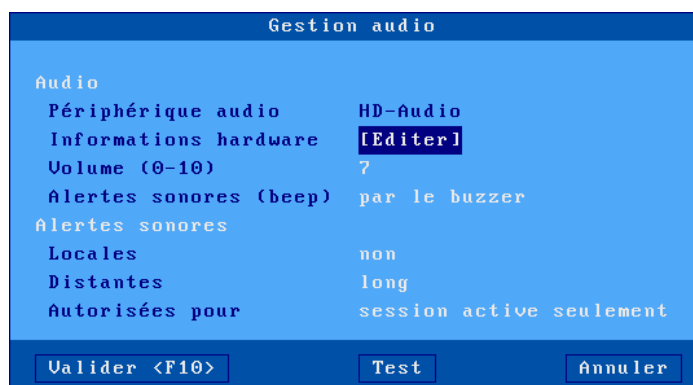 Gestion audio
Audio
Périphérique audio HD-Audio
Informations hardware [Editer]
Volume (0-10) 7
Alertes sonores (beep) par le buzzer
Alertes sonores
Locales non
Distantes long
Autorisées pour session active seulement
Valider <F10> Test Annuler